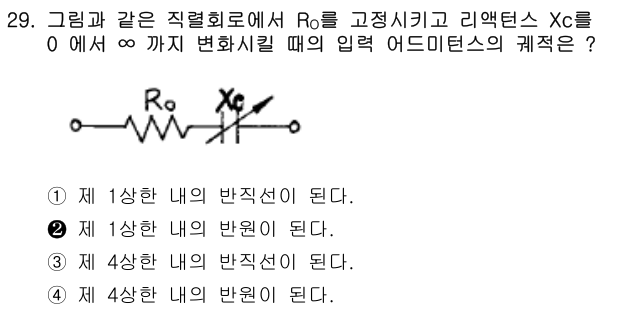 29. 그림과 같은 직렬회로에서 R₀를 고정시키고 리액턴스 Xc를
0 에서 ∞ 까지 변화시킬 때의 입력 어드미턴스의 궤적은 ?
R₀ Xc
① 제 1상한 내의 반직선이 된다.
❷ 제 1상한 내의 반원이 된다.
③ 제 4상한 내의 반직선이 된다.
④ 제 4상한 내의 반원이 된다.